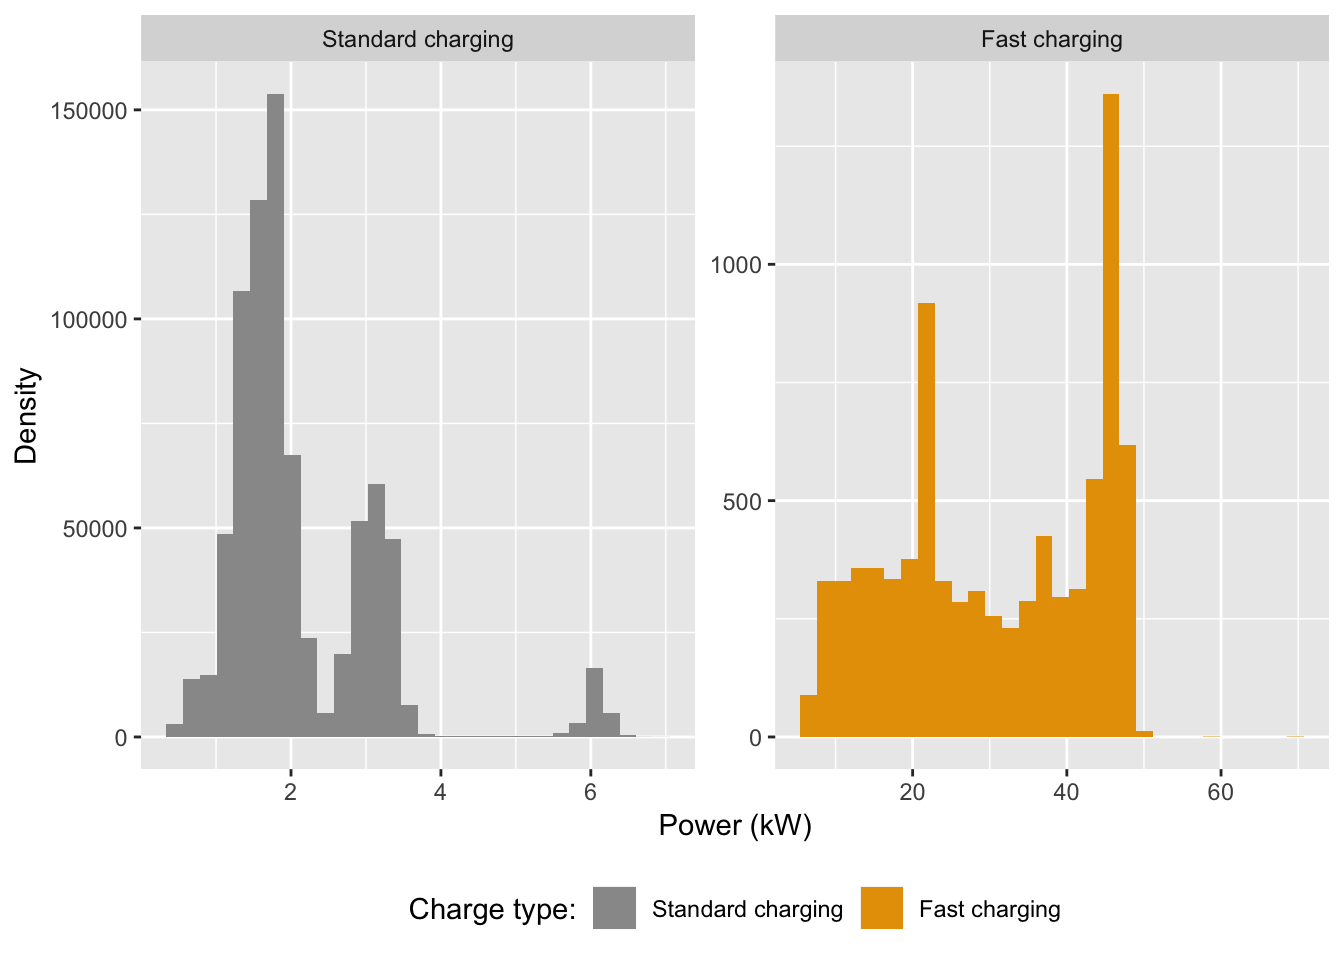 Standard charging
Fast charging
Density
150000
100000
50000
0
1000
500
0
2 4 6
20 40 60
Power (kW)
Charge type: Standard charging Fast charging